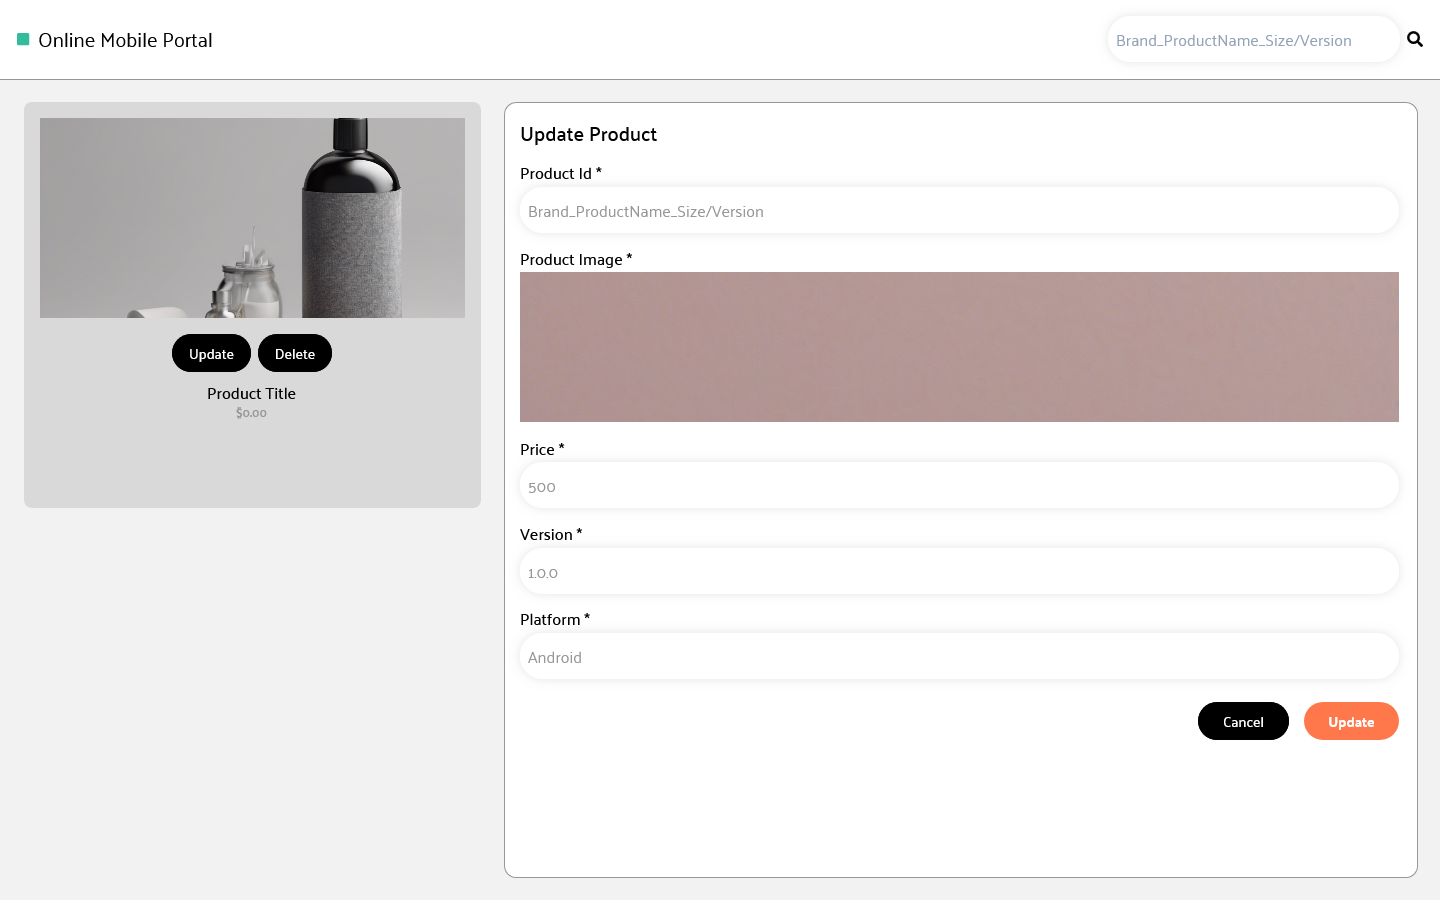 Online Mobile Portal
Brand_ProductName_Size/Version
Update
Delete
Product Title
$0.00
Update Product
Product Id *
Brand_ProductName_Size/Version
Product Image *
Price *
500
Version *
1.0.0
Platform *
Android
Cancel
Update